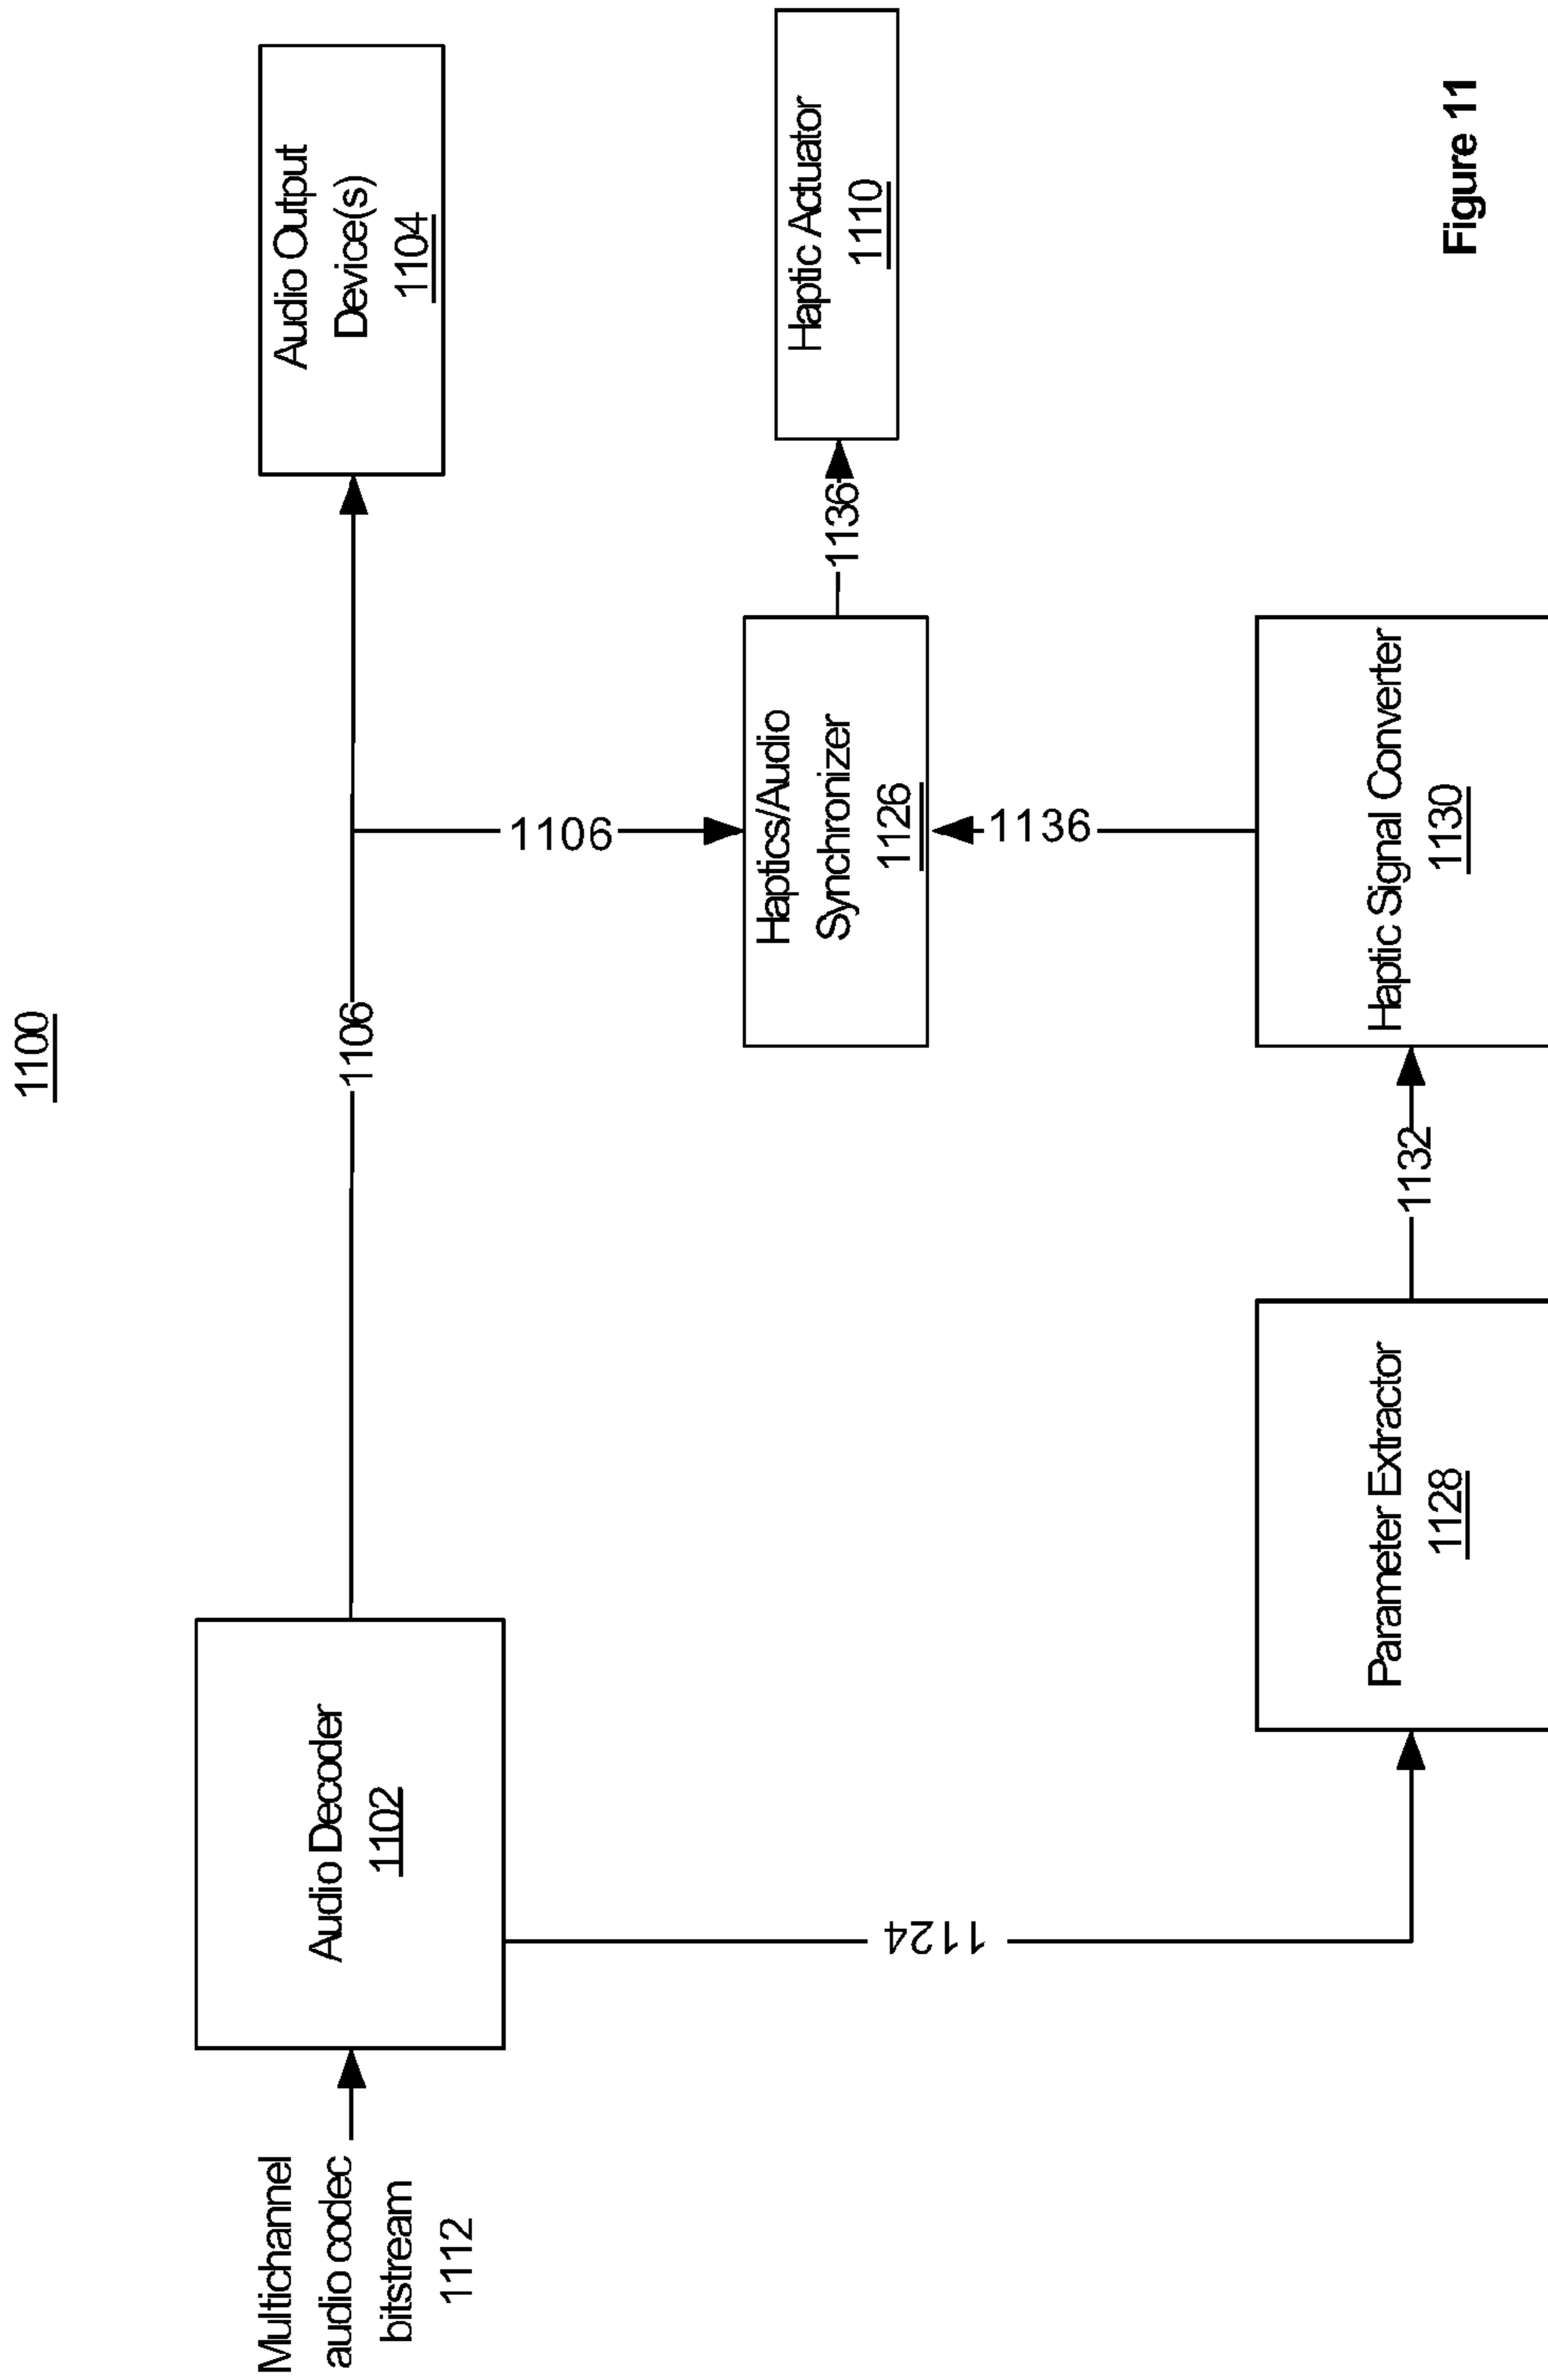 1100
Multichannel
audio codec
bitstream
1112
Audio Decoder
1102
1106
Audio Output
Device(s)
1104
1106
Haptics/Audio
Synchronizer
1126
1136
Haptic Actuator
1110
1136
1124
Parameter Extractor
1128
1132
Haptic Signal Converter
1130
Figure 11